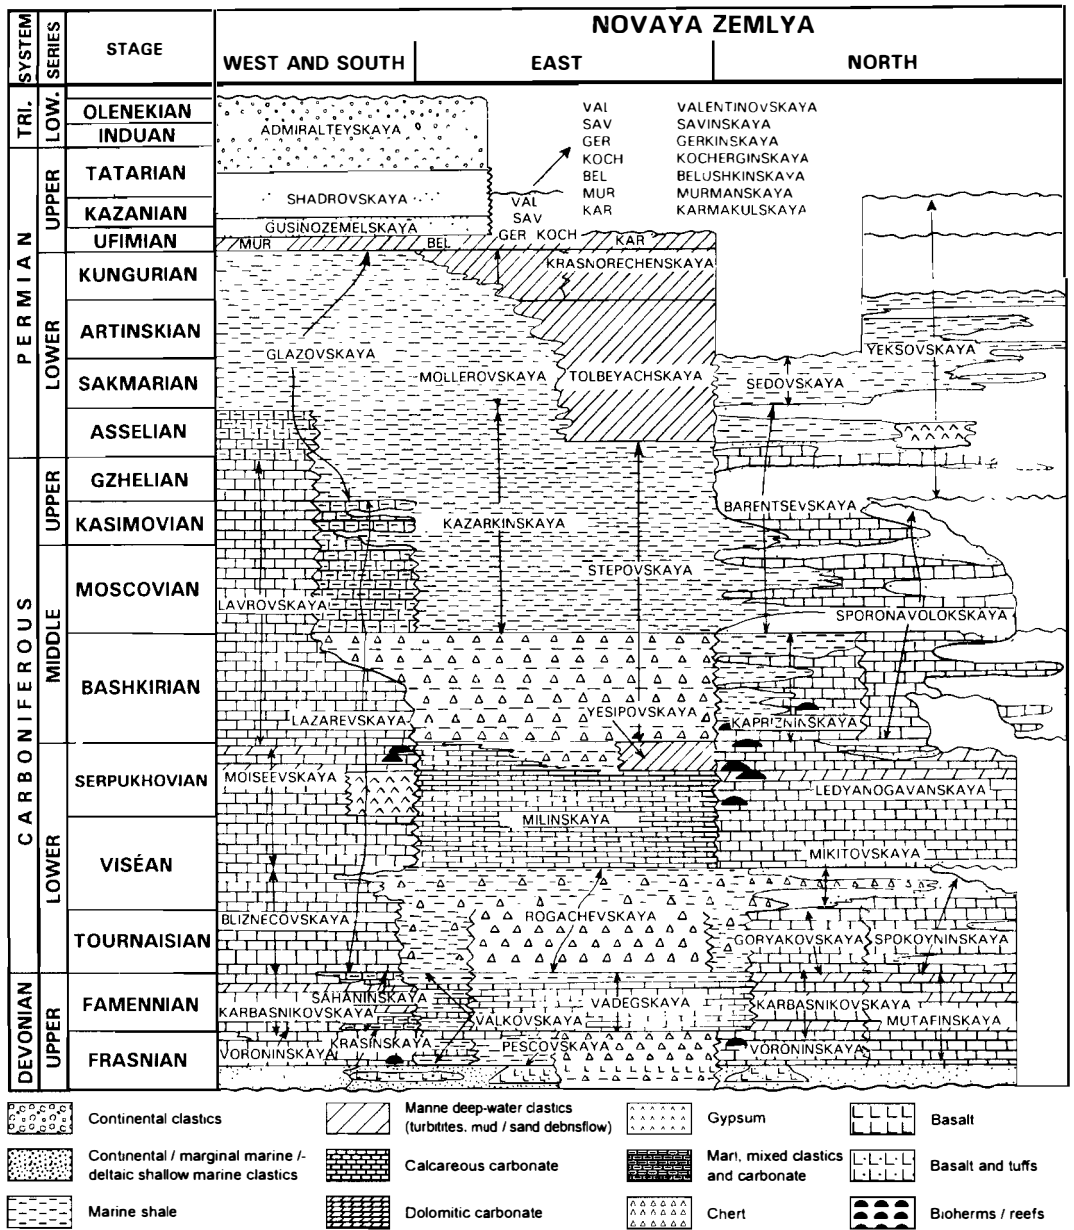 NOVAYA ZEMLYA
SYSTEM
SERIES
STAGE
WEST AND SOUTH
EAST
NORTH
TRI.
LOW.
OLENEKIAN
INDUAN
PERMIAN
UPPER
TATARIAN
KAZANIAN
UFIMIAN
LOWER
KUNGURIAN
ARTINSKIAN
SAKMARIAN
ASSELIAN
CARBONIFEROUS
UPPER
GZHELIAN
KASIMOVIAN
MIDDLE
MOSCOVIAN
BASHKIRIAN
LOWER
SERPUKHOVIAN
VISÉAN
TOURNAISIAN
DEVONIAN
UPPER
FAMENNIAN
FRASNIAN
VAL VALENTINOVSKAYA
SAV SAVINSKAYA
GER GERKINSKAYA
KOCH KOCHERGINSKAYA
BEL BELUSHKINSKAYA
MUR MURMANSKAYA
KAR KARMAKULSKAYA
ADMIRALTEYSKAYA
SHADROVSKAYA
VAL
SAV
GUSINOZEMELSKAYA
GER KOCH
MUR BEL KAR
KRASNORECHENSKAYA
GLAZOVSKAYA
YEKSOVSKAYA
MOLLEROVSKAYA
TOLBEYACHSKAYA
SEDOVSKAYA
BARENTSEVSKAYA
KAZARKINSKAYA
STEPOVSKAYA
LAVROVSKAYA
SPORONAVOLOKSKAYA
LAZAREVSKAYA
YESIPOVSKAYA
KAPRIZNINSKAYA
MOISEEVSKAYA
LEDYANOGAVANSKAYA
MILINSKAYA
MIKITOVSKAYA
BLIZNECOVSKAYA
ROGACHEVSKAYA
GORYAKOVSKAYA
SPOKOYNINSKAYA
SAHANINSKAYA
VADEGSKAYA
KARBASNIKOVSKAYA
KARBASNIKOVSKAYA
VALKOVSKAYA
MUTAFINSKAYA
KRASINSKAYA
PESCOVSKAYA
VORONINSKAYA
VORONINSKAYA
Continental clastics
Marine deep-water clastics
(turbitites, mud / sand debrisflow)
Gypsum
Basalt
Continental / marginal marine /-
deltaic shallow marine clastics
Calcareous carbonate
Marl, mixed clastics
and carbonate
Basalt and tuffs
Marine shale
Dolomitic carbonate
Chert
Bioherms / reefs